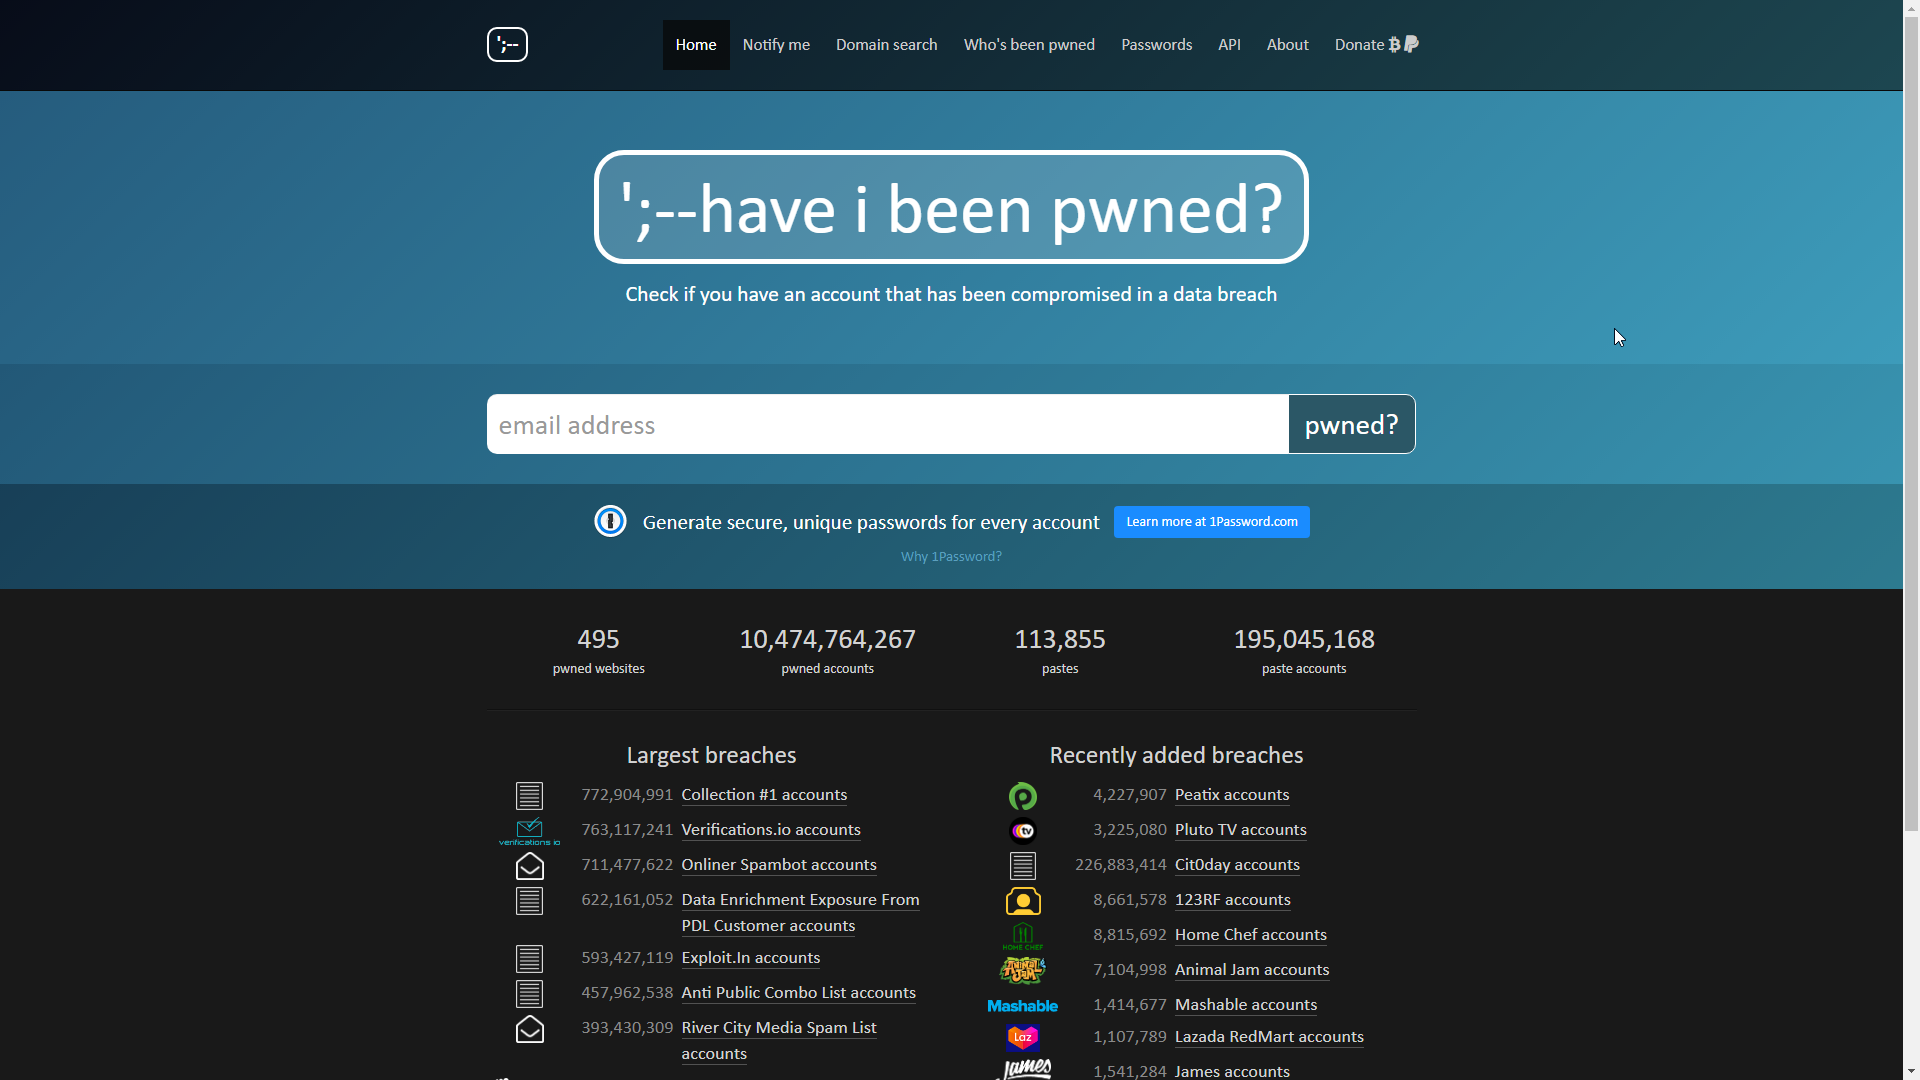 ';--
Home
Notify me
Domain search
Who's been pwned
Passwords
API
About
Donate
';--have i been pwned?
Check if you have an account that has been compromised in a data breach
email address
pwned?
Generate secure, unique passwords for every account
Learn more at 1Password.com
Why 1Password?
495
pwned websites
10,474,764,267
pwned accounts
113,855
pastes
195,045,168
paste accounts
Largest breaches
772,904,991 Collection #1 accounts
verifications io
763,117,241 Verifications.io accounts
711,477,622 Onliner Spambot accounts
622,161,052 Data Enrichment Exposure From
PDL Customer accounts
593,427,119 Exploit.In accounts
457,962,538 Anti Public Combo List accounts
393,430,309 River City Media Spam List
accounts
Recently added breaches
4,227,907 Peatix accounts
tv
3,225,080 Pluto TV accounts
226,883,414 Cit0day accounts
8,661,578 123RF accounts
HOME CHEF
8,815,692 Home Chef accounts
ANIMAL JAM
7,104,998 Animal Jam accounts
Mashable
1,414,677 Mashable accounts
Laz
1,107,789 Lazada RedMart accounts
James
1,541,284 James accounts